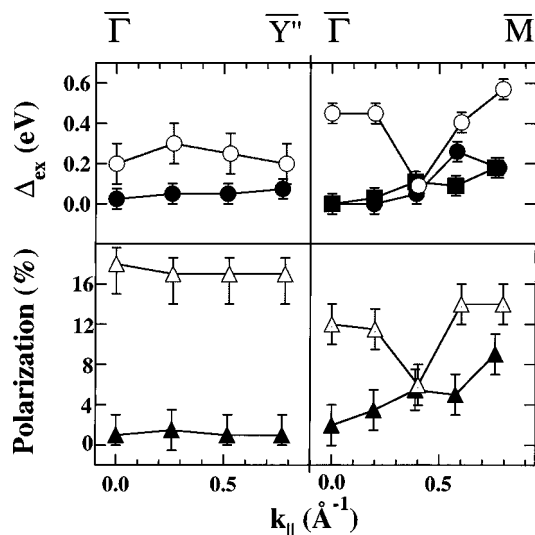 Γ̅ Y̅'̅'̅ Γ̅ M̅
Δex (eV)
0.6
0.4
0.2
0.0
Polarization (%)
16
12
8
4
0
0.0 0.5 0.0 0.5
k|| (Å-1)